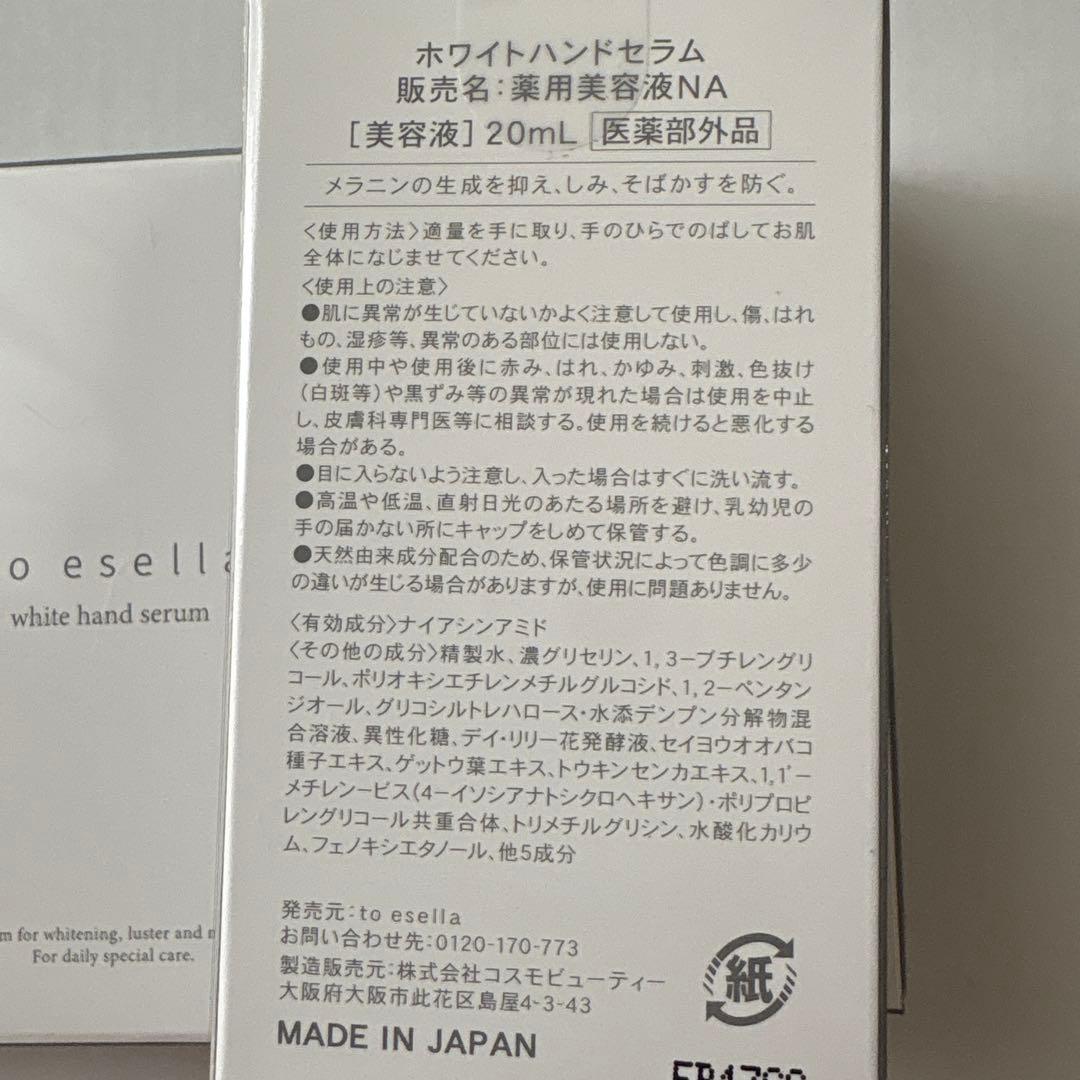 ホワイトハンドセラム
販売名:薬用美容液NA
[美容液] 20mL 医薬部外品
メラニンの生成を抑え、しみ、そばかすを防ぐ。
〈使用方法〉適量を手に取り、手のひらでのばしてお肌
全体になじませてください。
〈使用上の注意〉
●肌に異常が生じていないかよく注意して使用し、傷、はれ
もの、湿疹等、異常のある部位には使用しない。
●使用中や使用後に赤み、はれ、かゆみ、刺激、色抜け
(白斑等)や黒ずみ等の異常が現れた場合は使用を中止
し、皮膚科専門医等に相談する。使用を続けると悪化する
場合がある。
●目に入らないよう注意し、入った場合はすぐに洗い流す。
●高温や低温、直射日光のあたる場所を避け、乳幼児の
手の届かない所にキャップをしめて保管する。
●天然由来成分配合のため、保管状況によって色調に多少
の違いが生じる場合がありますが、使用に問題ありません。
〈有効成分〉ナイアシンアミド
〈その他の成分〉精製水、濃グリセリン、1,3-ブチレングリ
コール、ポリオキシエチレンメチルグルコシド、1,2-ペンタン
ジオール、グリコシルトレハロース・水添デンプン分解物混
合溶液、異性化糖、デイ・リリー花発酵液、セイヨウオオバコ
種子エキス、ゲットウ葉エキス、トウキンセンカエキス、1,1'-
メチレン-ビス(4-イソシアナトシクロヘキサン)・ポリプロピ
レングリコール共重合体、トリメチルグリシン、水酸化カリウ
ム、フェノキシエタノール、他5成分
発売元:to esella
お問い合わせ先:0120-170-773
製造販売元:株式会社コスモビューティー
大阪府大阪市此花区島屋4-3-43
MADE IN JAPAN
紙
o esella
white hand serum
for whitening, luster and
For daily special care.